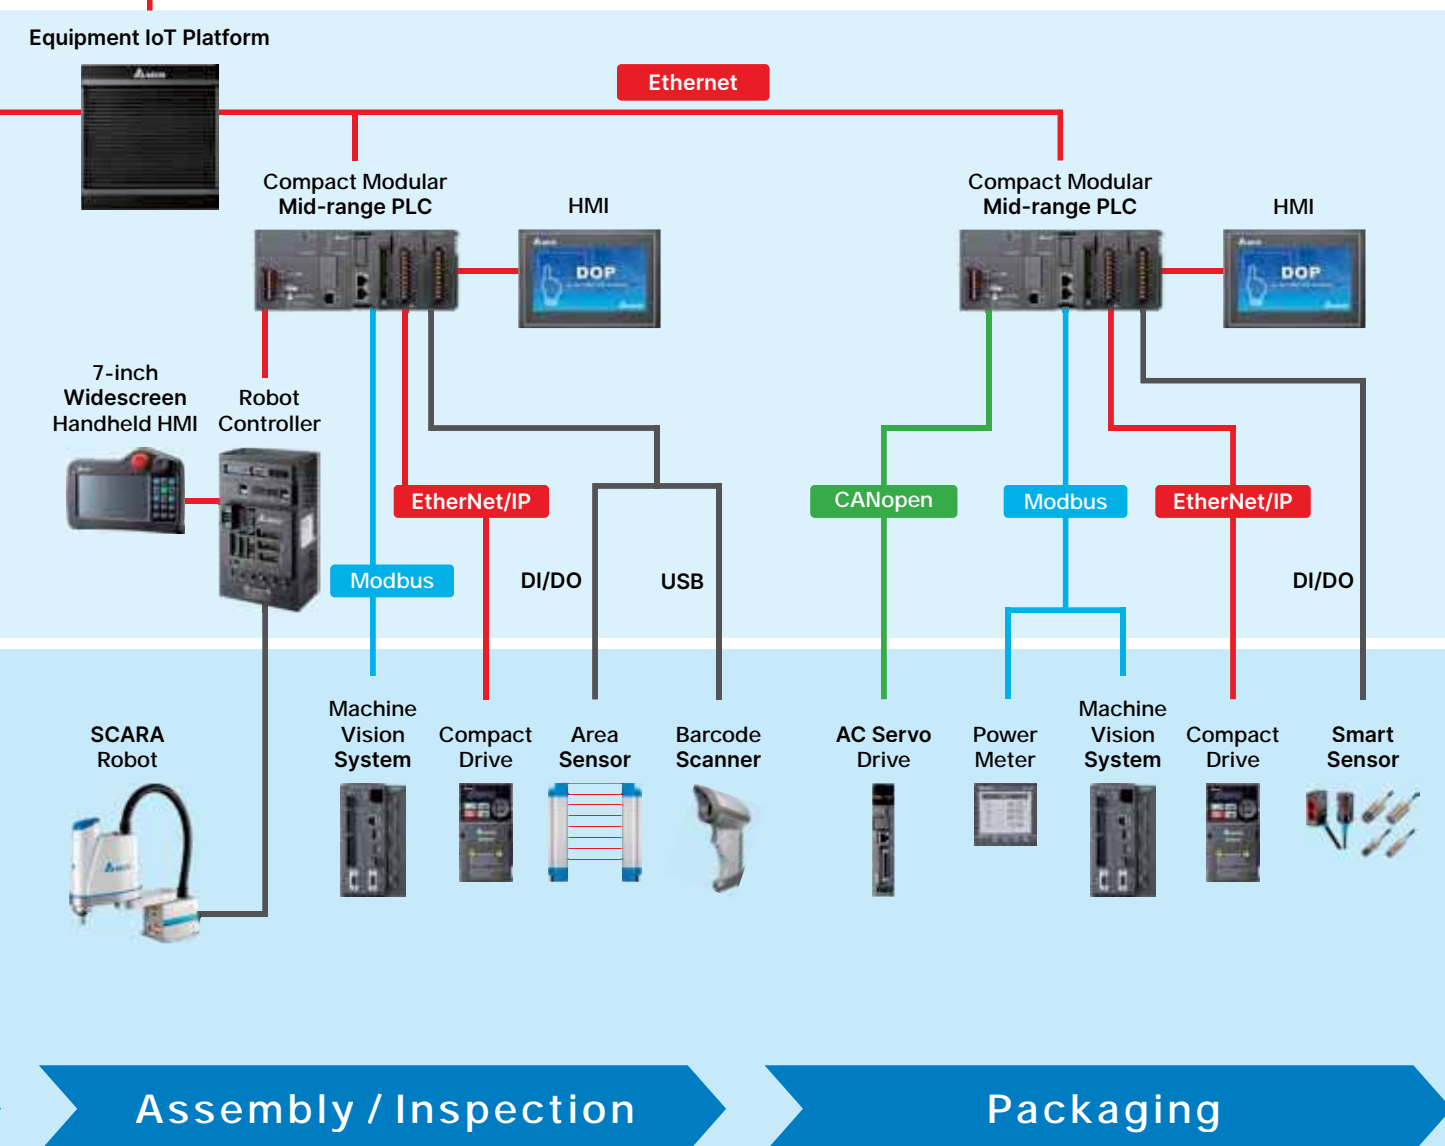 Equipment IoT Platform
Ethernet
Compact Modular
Mid-range PLC
HMI
Compact Modular
Mid-range PLC
HMI
DOP
DOP
7-inch
Widescreen
Handheld HMI
Robot
Controller
EtherNet/IP
CANopen
Modbus
EtherNet/IP
Modbus
DI/DO
USB
DI/DO
SCARA
Robot
Machine
Vision
System
Compact
Drive
Area
Sensor
Barcode
Scanner
AC Servo
Drive
Power
Meter
Machine
Vision
System
Compact
Drive
Smart
Sensor
Assembly / Inspection
Packaging